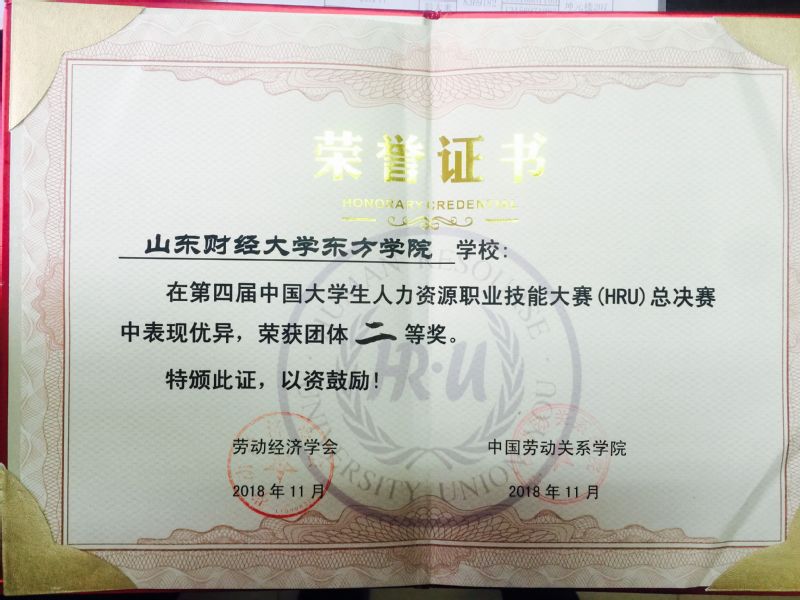 荣誉证书
HONORARY CREDENTIAL
山东财经大学东方学院 学校:
在第四届中国大学生人力资源职业技能大赛(HRU)总决赛
中表现优异，荣获团体 二 等奖。
特颁此证，以资鼓励!
HR·U
UNIVERSITY UNION
劳动经济学会
2018年11月
中国劳动关系学院
2018年11月